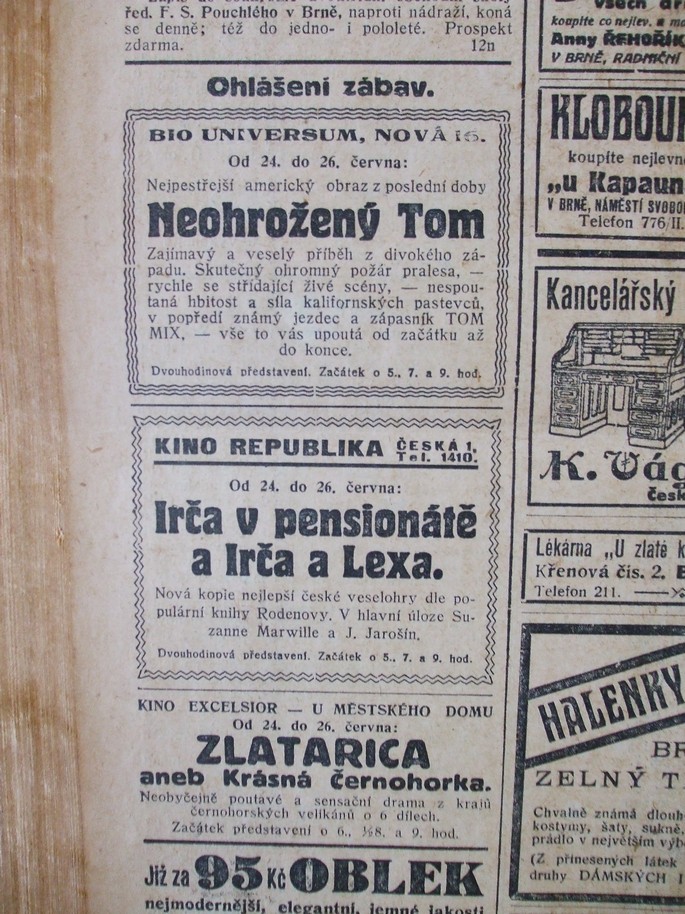 řed. F. S. Pouchlého v Brně, naproti nádraží, koná
se denně; též do jedno- i pololeté. Prospekt
zdarma. 12n
Ohlášení zábav.
BIO UNIVERSUM, NOVÁ 16.
Od 24. do 26. června:
Nejpestřejší americký obraz z poslední doby
Neohrožený Tom
Zajímavý a veselý příběh z divokého zá-
padu. Skutečný ohromný požár pralesa, —
rychle se střídající živé scény, — nespou-
taná hbitost a síla kalifornských pastevců,
v popředí známý jezdec a zápasník TOM
MIX, — vše to vás upoutá od začátku až
do konce.
Dvouhodinová představení. Začátek o 5., 7. a 9. hod.
KINO REPUBLIKA ČESKÁ 1.
Tel. 1410.
Od 24. do 26. června:
Irča v pensionátě
a Irča a Lexa.
Nová kopie nejlepší české veselohry dle po-
pulární knihy Rodenovy. V hlavní úloze Su-
zanne Marwille a J. Jarošín.
Dvouhodinová představení. Začátek o 5., 7. a 9. hod.
KINO EXCELSIOR — U MĚSTSKÉHO DOMU
Od 24. do 26. června:
ZLATARICA
aneb Krásná černohorka.
Neobyčejně poutavé a sensační drama z krajů
černohorských velikánů o 6 dílech.
Začátek představení o 6., ½8. a 9. hod.
Již za 95 Kč OBLEK
nejmodernější, elegantní, jemné jakosti
všech
koupíte co nejlev. a
Anny ŘEHOŘÍK
V BRNĚ, RADNIČNÍ
KLOBOU
koupíte nejlevně
„u Kapaun
V BRNĚ, NÁMĚSTÍ SVOBO
Telefon 776/II.
Kancelářský
K. Vág
česk
Lékárna „U zlaté k
Křenová čís. 2.
Telefon 211.
HALENKY
BR
ZELNÝ T
Chvalně známá dlouh
kostymy, šaty, sukně,
prádlo v největším výb
(Z přinesených látek
druhy DÁMSKÝCH